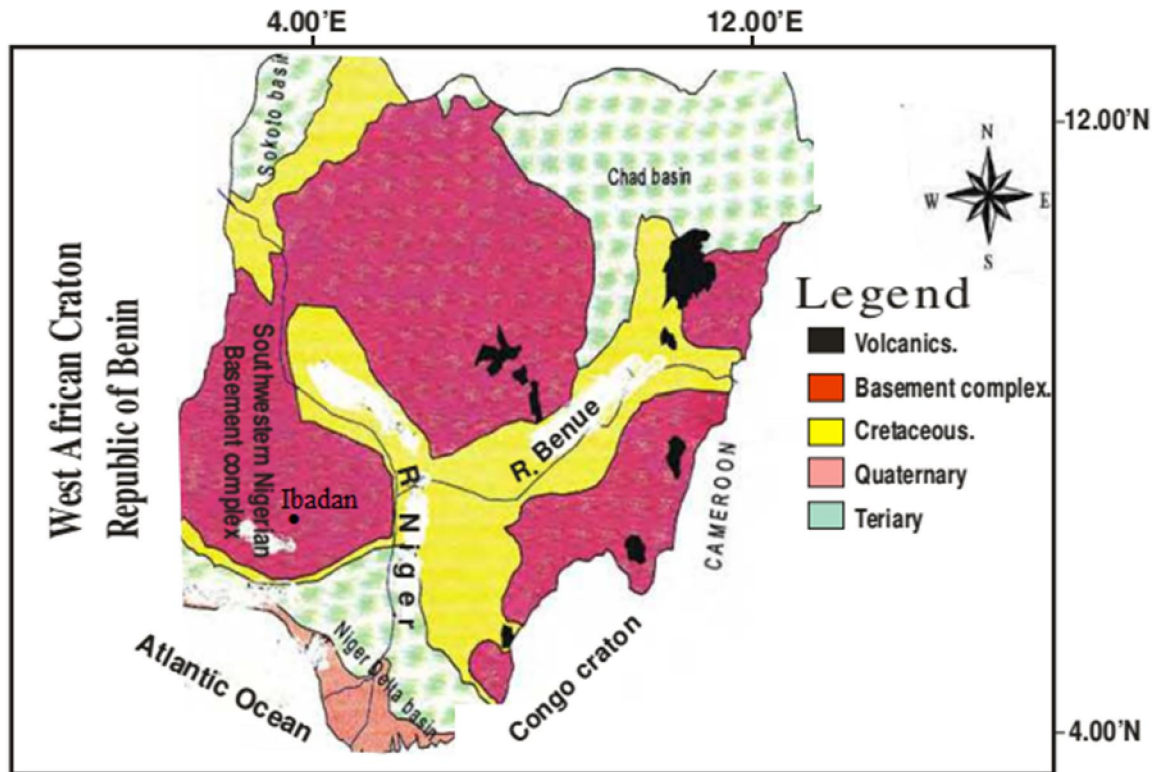 4.00'E
12.00'E
12.00'N
4.00'N
N
W
E
S
Sokoto basin
Chad basin
West African Craton
Republic of Benin
Southwestern Nigerian
Basement complex
Ibadan
R. Niger
R. Benue
CAMEROON
Niger Delta basin
Atlantic Ocean
Congo craton
Legend
Volcanics.
Basement complex.
Cretaceous.
Quaternary
Teriary